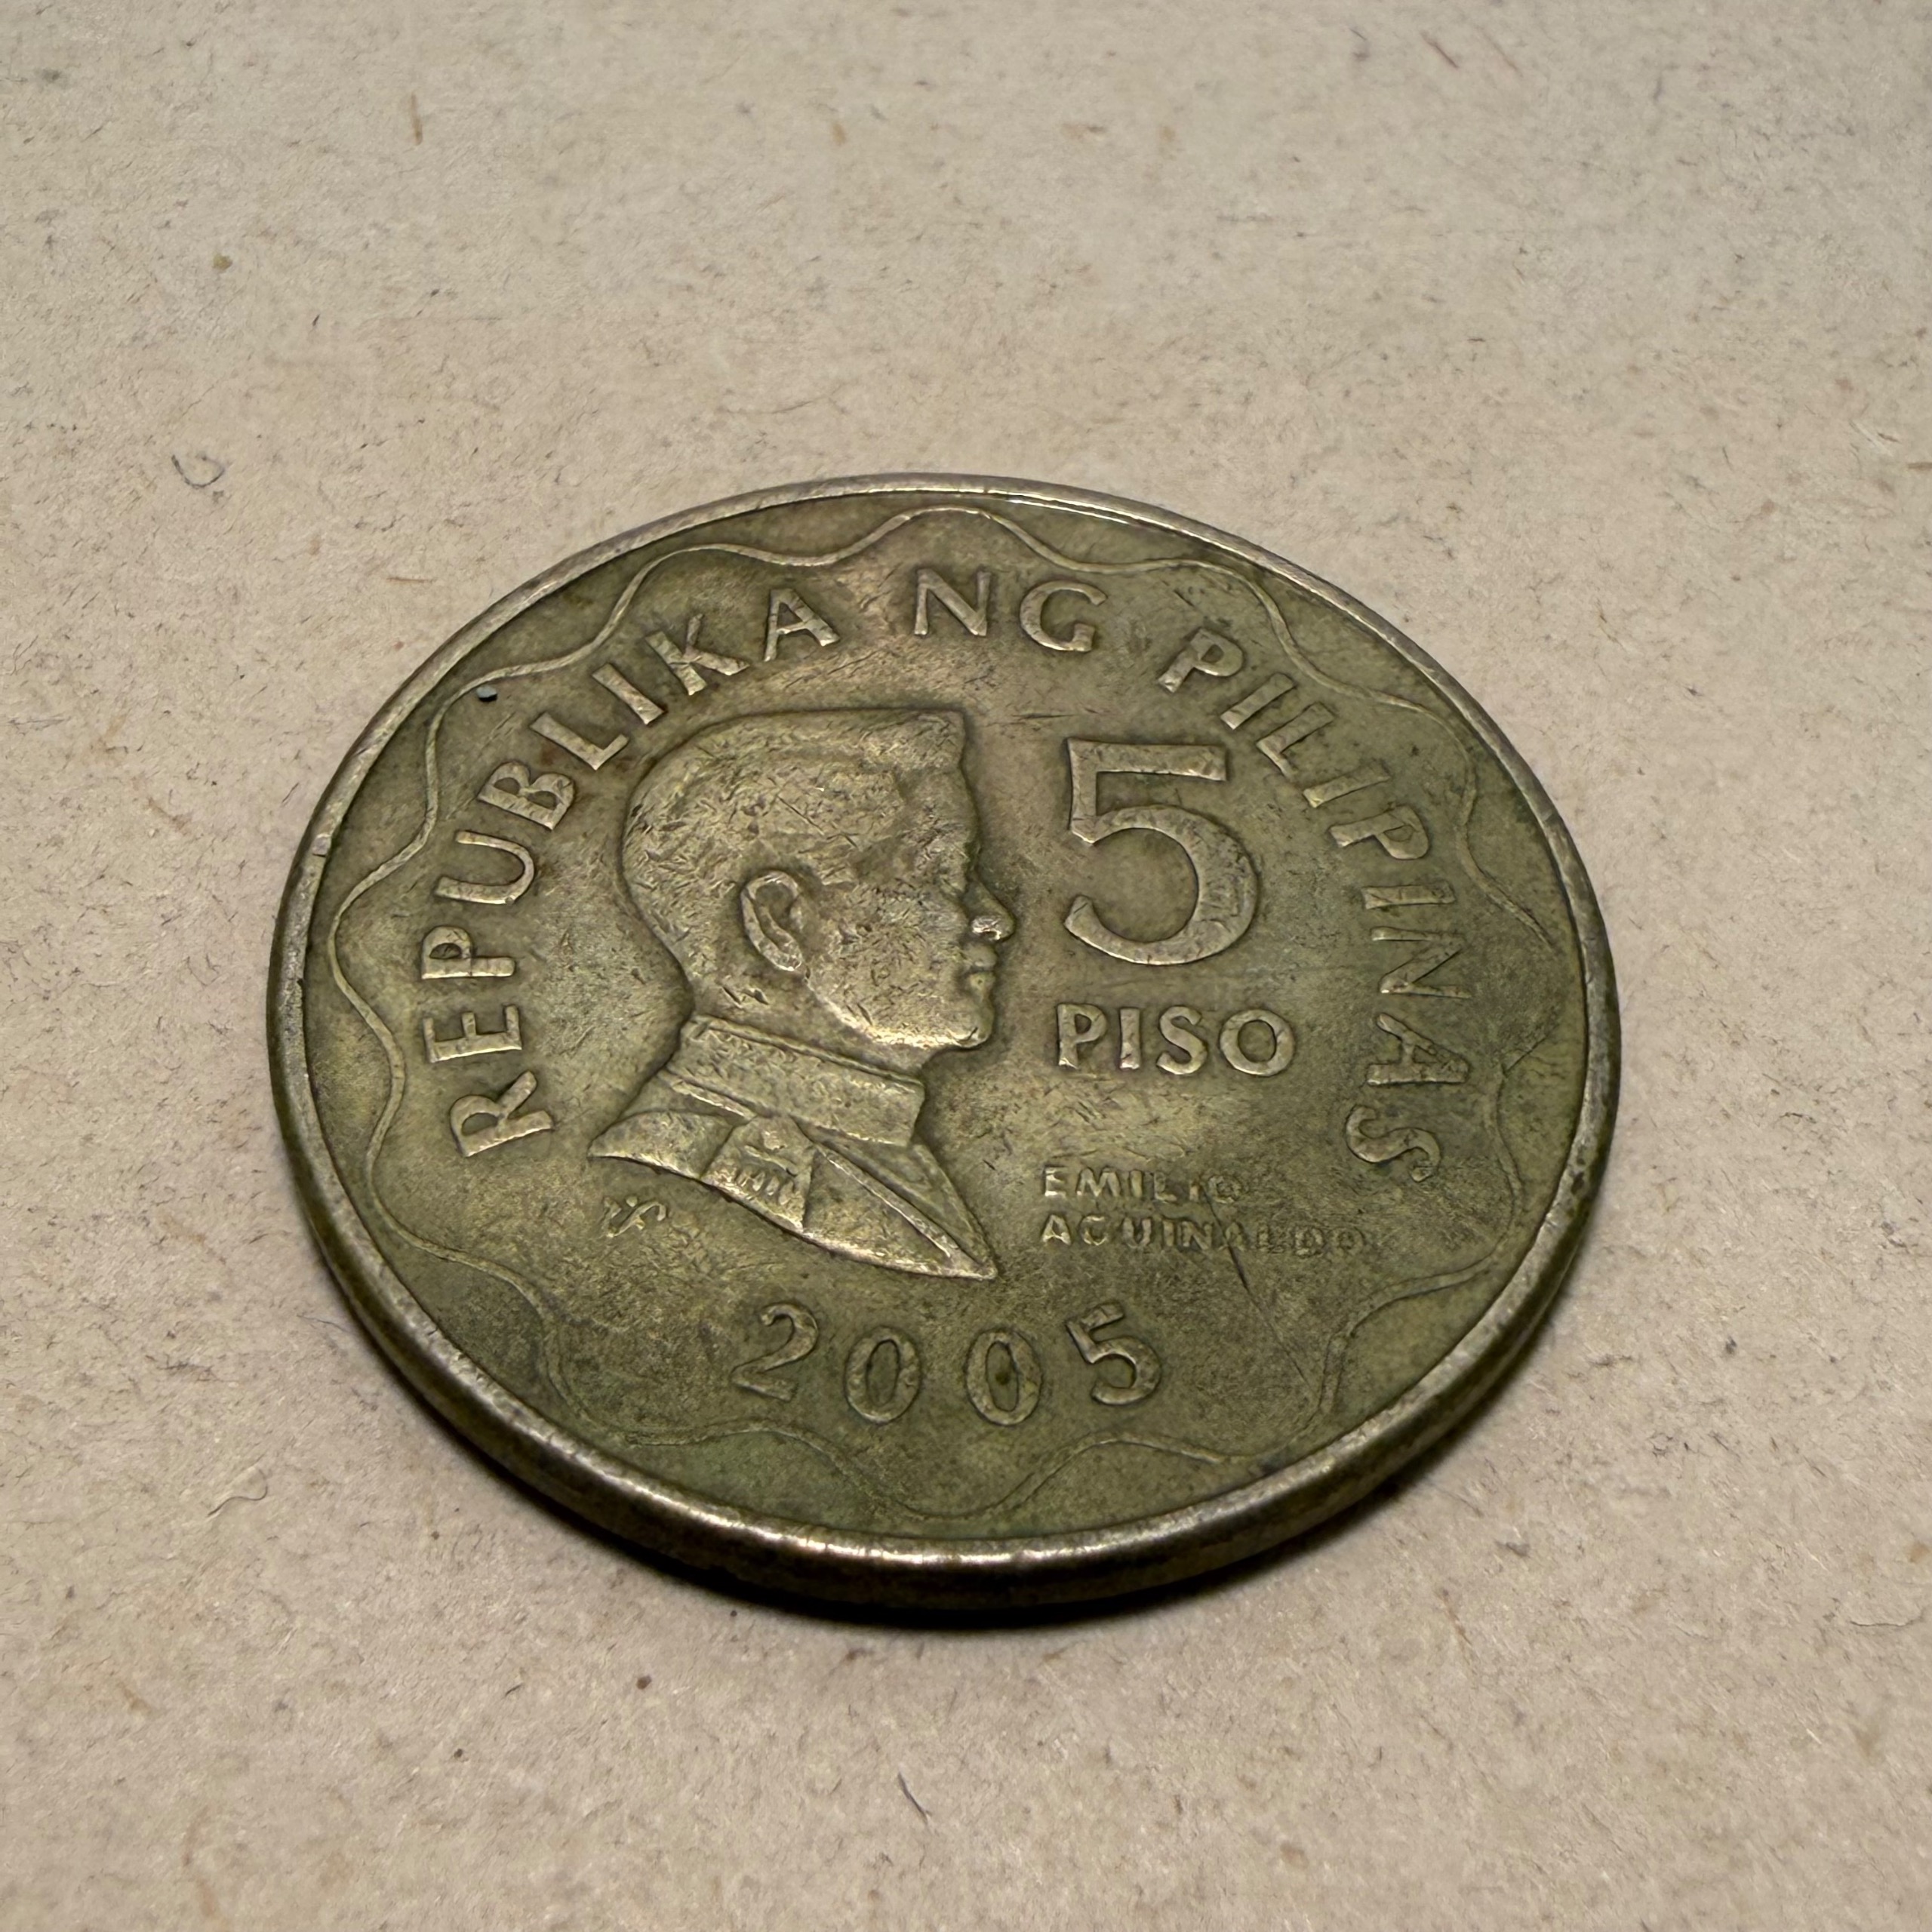 REPUBLIKA NG PILIPINAS
5
PISO
EMILIO
AGUINALDO
2005